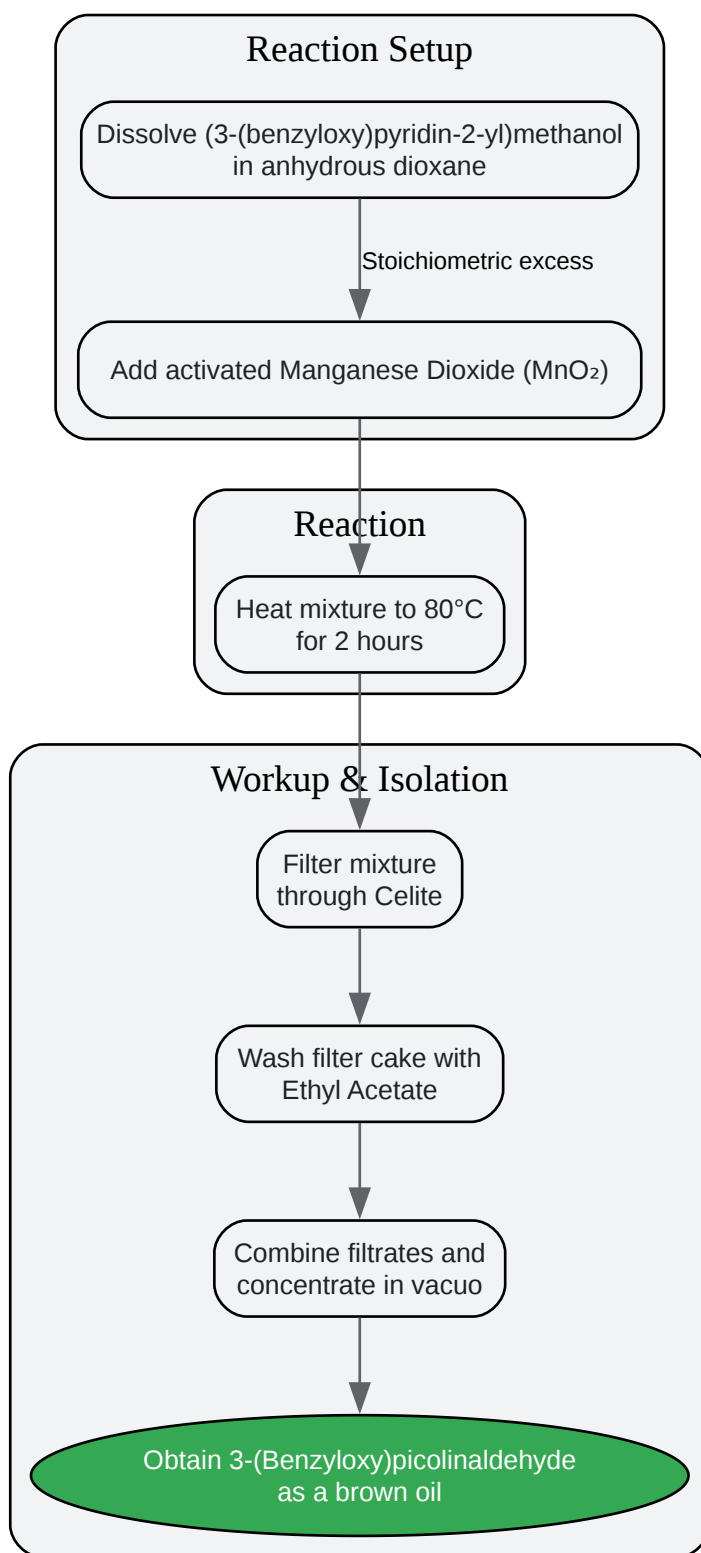 Reaction Setup
Dissolve (3-(benzyloxy)pyridin-2-yl)methanol
in anhydrous dioxane
Stoichiometric excess
Add activated Manganese Dioxide (MnO₂)
Reaction
Heat mixture to 80°C
for 2 hours
Workup & Isolation
Filter mixture
through Celite
Wash filter cake with
Ethyl Acetate
Combine filtrates and
concentrate in vacuo
Obtain 3-(Benzyloxy)picolinaldehyde
as a brown oil